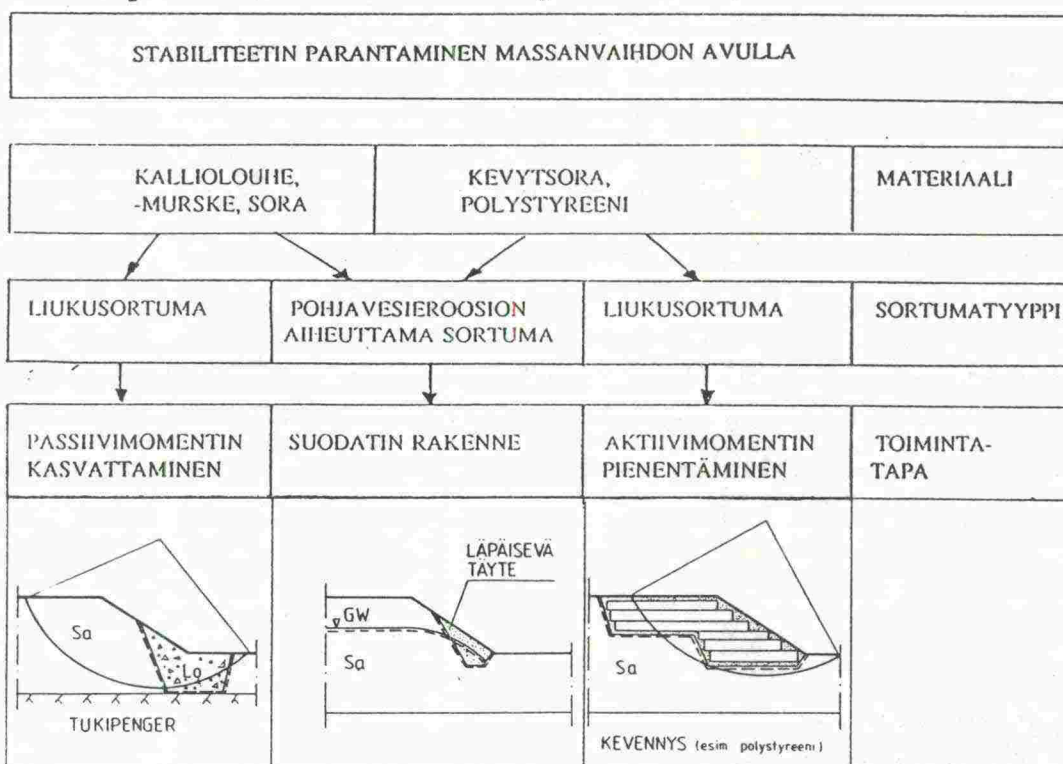 STABILITEETIN PARANTAMINEN MASSANVAIHDON AVULLA
KALLIOLOUHE,
-MURSKE, SORA
KEVYTSORA,
POLYSTYREENI
MATERIAALI
LIUKUSORTUMA
POHJAVESIEROOSION
AIHEUTTAMA SORTUMA
LIUKUSORTUMA
SORTUMATYYPPI
PASSIIVIMOMENTIN
KASVATTAMINEN
SUODATIN RAKENNE
AKTIIVIMOMENTIN
PIENENTÄMINEN
TOIMINTA-
TAPA
Sa
Lo
TUKIPENGER
LÄPÄISEVÄ
TÄYTE
GW
Sa
Sa
KEVENNYS (esim polystyreeni)